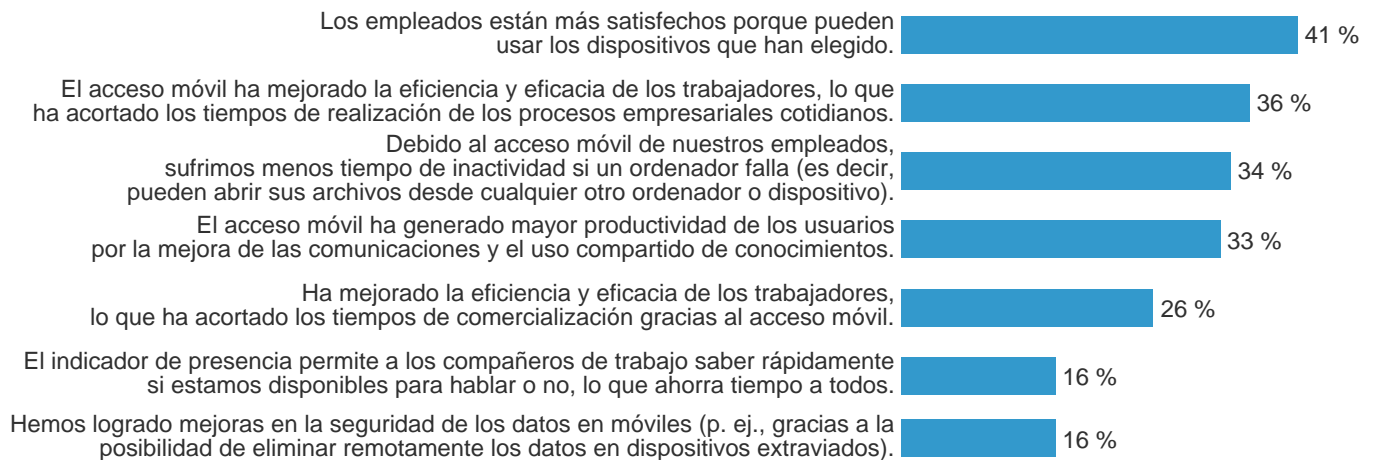 Los empleados están más satisfechos porque pueden
usar los dispositivos que han elegido.
41 %
El acceso móvil ha mejorado la eficiencia y eficacia de los trabajadores, lo que
ha acortado los tiempos de realización de los procesos empresariales cotidianos.
36 %
Debido al acceso móvil de nuestros empleados,
sufrimos menos tiempo de inactividad si un ordenador falla (es decir,
pueden abrir sus archivos desde cualquier otro ordenador o dispositivo).
34 %
El acceso móvil ha generado mayor productividad de los usuarios
por la mejora de las comunicaciones y el uso compartido de conocimientos.
33 %
Ha mejorado la eficiencia y eficacia de los trabajadores,
lo que ha acortado los tiempos de comercialización gracias al acceso móvil.
26 %
El indicador de presencia permite a los compañeros de trabajo saber rápidamente
si estamos disponibles para hablar o no, lo que ahorra tiempo a todos.
16 %
Hemos logrado mejoras en la seguridad de los datos en móviles (p. ej., gracias a la
posibilidad de eliminar remotamente los datos en dispositivos extraviados).
16 %